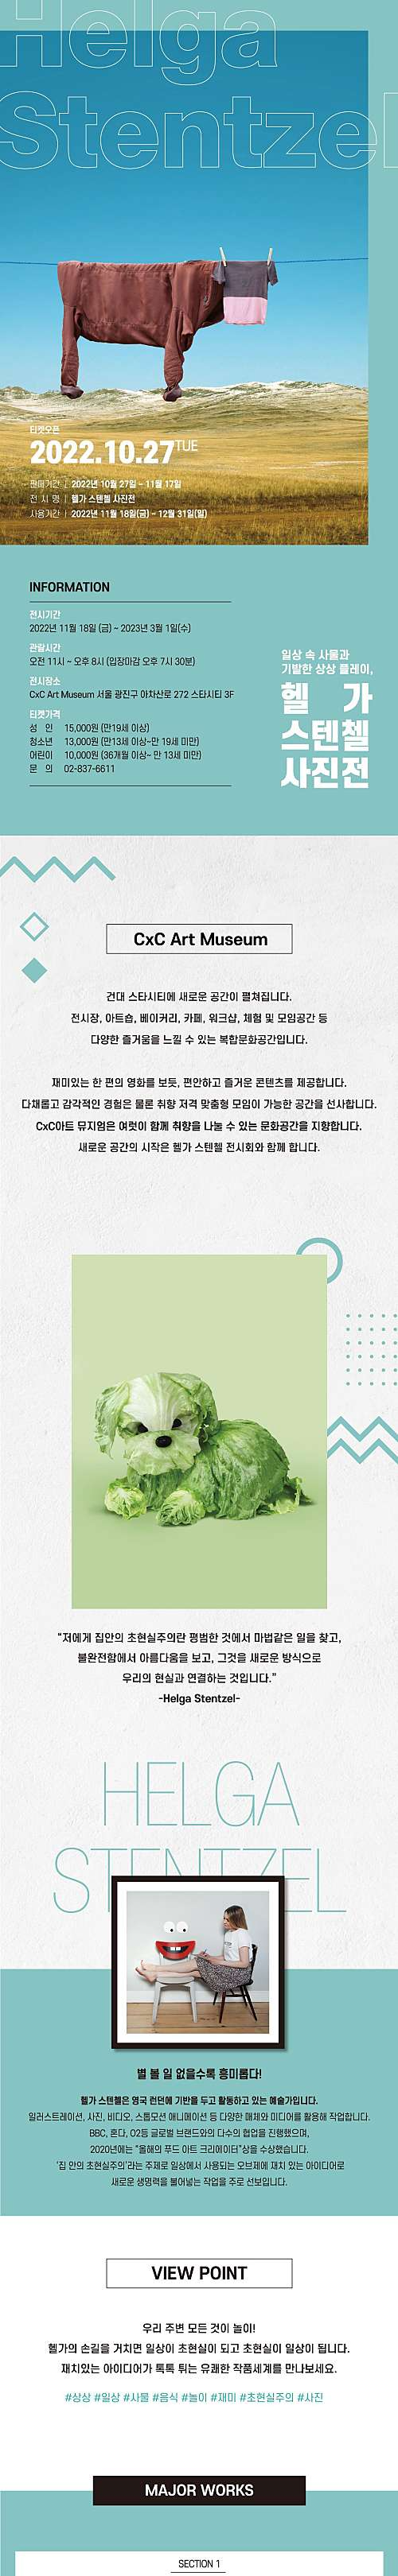 Helga
Stentzel
티켓오픈
2022.10.27TUE
판매기간 | 2022년 10월 27일 ~ 11월 17일
전 시 명 | 헬가 스텐첼 사진전
사용기간 | 2022년 11월 18일(금) ~ 12월 31일(월)
INFORMATION
전시기간
2022년 11월 18일 (금) ~ 2023년 3월 1일(수)
관람시간
오전 11시 ~ 오후 8시 (입장마감 오후 7시 30분)
전시장소
CxC Art Museum 서울 광진구 아차산로 272 스타시티 3F
티켓가격
성 인 15,000원 (만19세 이상)
청소년 13,000원 (만13세 이상~만 19세 미만)
어린이 10,000원 (36개월 이상~ 만 13세 미만)
문 의 02-837-6611
일상 속 사물과
기발한 상상 플레이,
헬 가
스텐첼
사진전
CxC Art Museum
건대 스타시티에 새로운 공간이 펼쳐집니다.
전시장, 아트숍, 베이커리, 카페, 워크샵, 체험 및 모임공간 등
다양한 즐거움을 느낄 수 있는 복합문화공간입니다.
재미있는 한 편의 영화를 보듯, 편안하고 즐거운 콘텐츠를 제공합니다.
다채롭고 감각적인 경험은 물론 취향 저격 맞춤형 모임이 가능한 공간을 선사합니다.
CxC아트 뮤지엄은 여럿이 함께 취향을 나눌 수 있는 문화공간을 지향합니다.
새로운 공간의 시작은 헬가 스텐첼 전시회와 함께 합니다.
"저에게 집안의 초현실주의란 평범한 것에서 마법같은 일을 찾고,
불완전함에서 아름다움을 보고, 그것을 새로운 방식으로
우리의 현실과 연결하는 것입니다."
-Helga Stentzel-
HELGA
STENTZEL
별 볼 일 없을수록 흥미롭다!
헬가 스텐첼은 영국 런던에 기반을 두고 활동하고 있는 예술가입니다.
일러스트레이션, 사진, 비디오, 스톱모션 애니메이션 등 다양한 매체와 미디어를 활용해 작업합니다.
BBC, 혼다, O2등 글로벌 브랜드와의 다수의 협업을 진행했으며,
2020년에는 "올해의 푸드 아트 크리에이터"상을 수상했습니다.
'집 안의 초현실주의'라는 주제로 일상에서 사용되는 오브제에 재치 있는 아이디어로
새로운 생명력을 불어넣는 작업을 주로 선보입니다.
VIEW POINT
우리 주변 모든 것이 놀이!
헬가의 손길을 거치면 일상이 초현실이 되고 초현실이 일상이 됩니다.
재치있는 아이디어가 톡톡 튀는 유쾌한 작품세계를 만나보세요.
#상상 #일상 #사물 #음식 #놀이 #재미 #초현실주의 #사진
MAJOR WORKS
SECTION 1